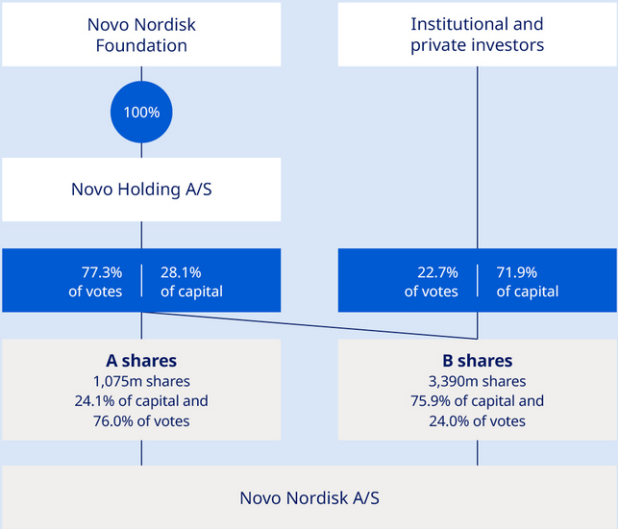 Novo Nordisk
Foundation
Institutional and
private investors
100%
Novo Holding A/S
77.3%
of votes
28.1%
of capital
22.7%
of votes
71.9%
of capital
A shares
1,075m shares
24.1% of capital and
76.0% of votes
B shares
3,390m shares
75.9% of capital and
24.0% of votes
Novo Nordisk A/S